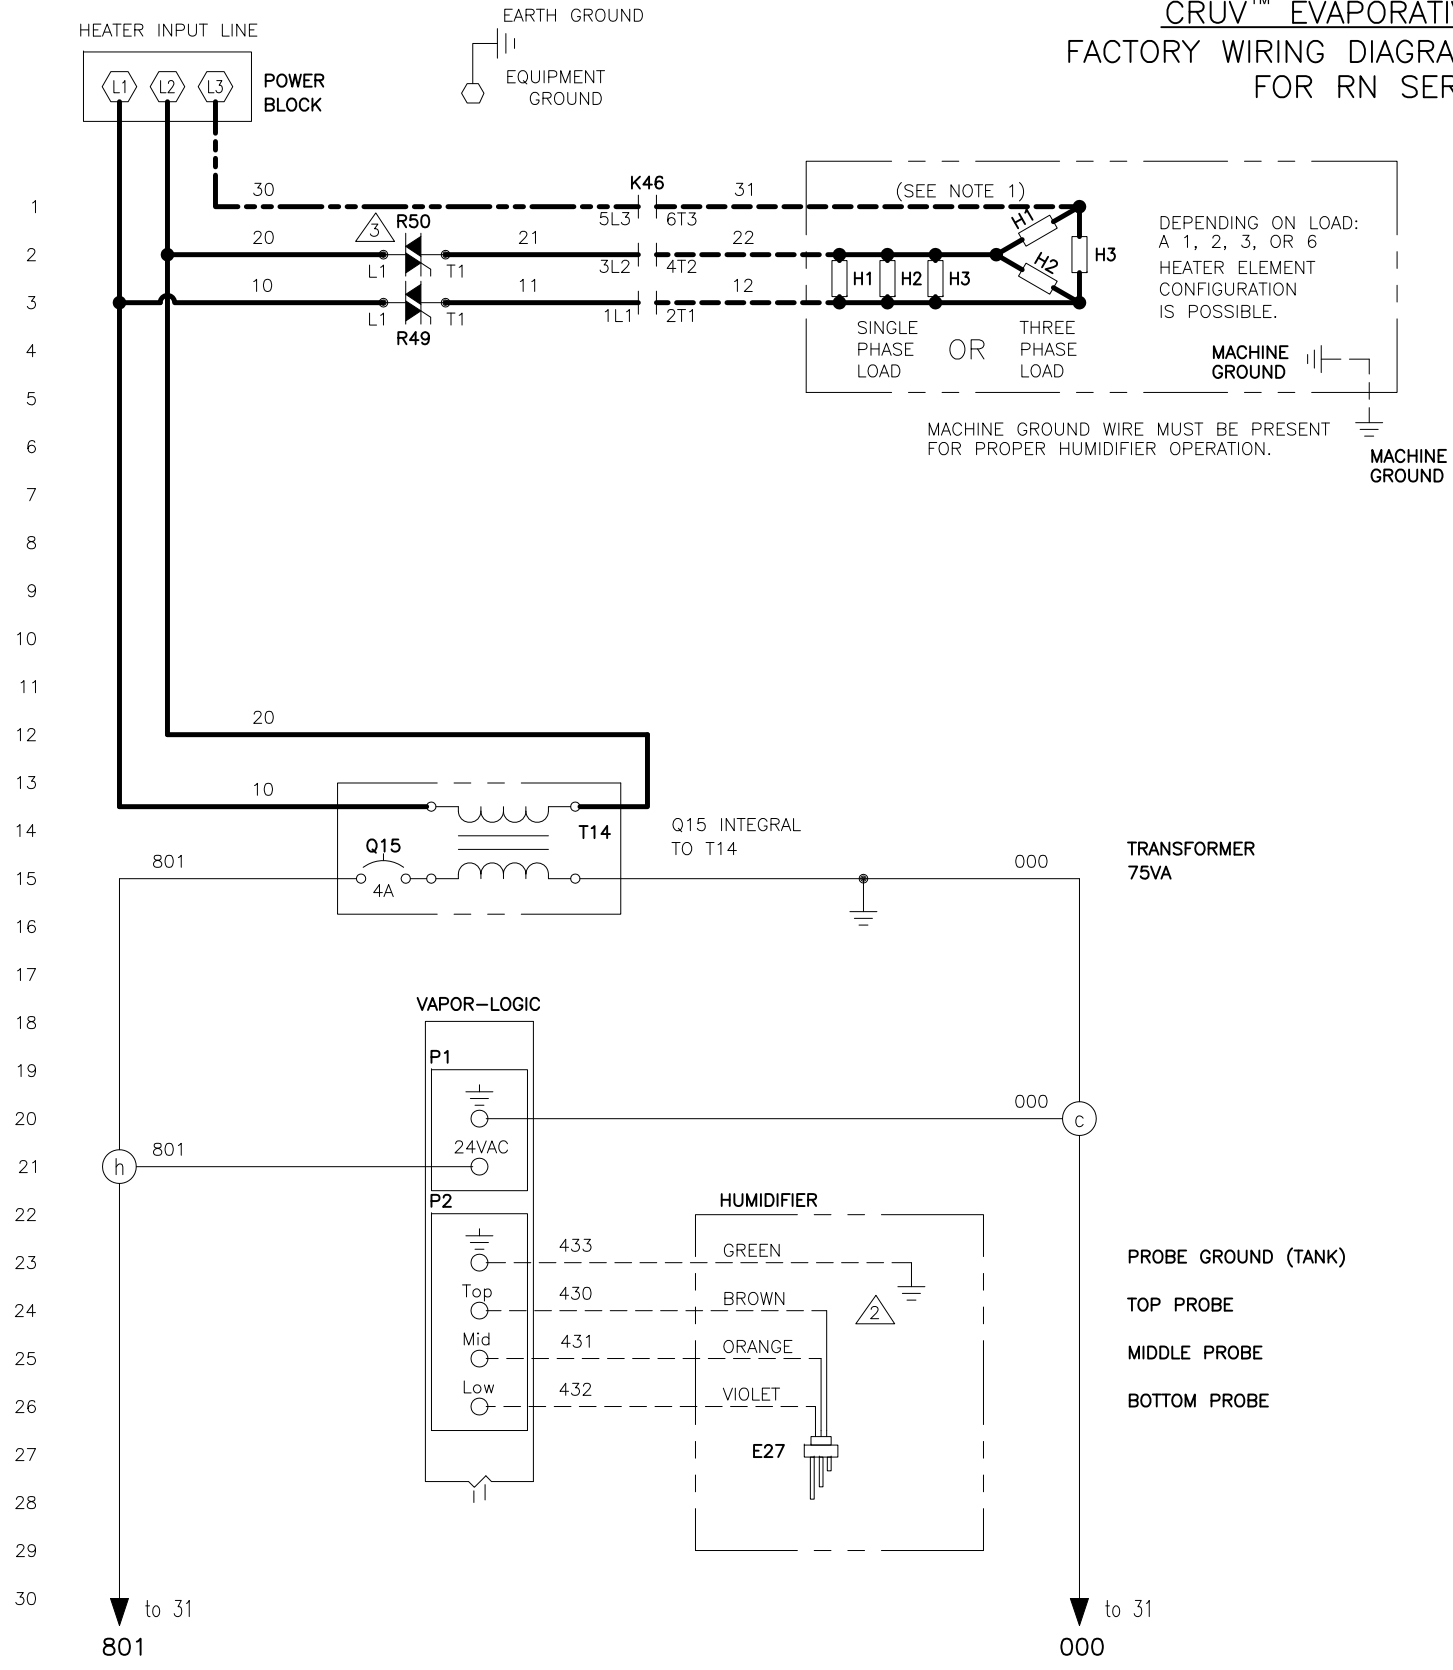 CRUV™ EVAPORATI
FACTORY WIRING DIAGRA
FOR RN SER
HEATER INPUT LINE
L1 L2 L3
POWER
BLOCK
EARTH GROUND
EQUIPMENT
GROUND
1
30
K46
31
(SEE NOTE 1)
5L3 6T3
2
20
3
R50
21
22
L1 T1
3L2 4T2
3
10
11
12
L1 T1
R49
1L1 2T1
H1
H2
H3
H1 H2 H3
DEPENDING ON LOAD:
A 1, 2, 3, OR 6
HEATER ELEMENT
CONFIGURATION
IS POSSIBLE.
4
SINGLE
PHASE
LOAD
OR
THREE
PHASE
LOAD
MACHINE
GROUND
5
6
MACHINE GROUND WIRE MUST BE PRESENT
FOR PROPER HUMIDIFIER OPERATION.
MACHINE
GROUND
7
8
9
10
11
12
20
13
10
14
T14
Q15 INTEGRAL
TO T14
15
801
Q15
4A
000
TRANSFORMER
75VA
16
17
18
VAPOR-LOGIC
19
P1
20
000
c
21
h
801
24VAC
22
P2
HUMIDIFIER
23
433
GREEN
PROBE GROUND (TANK)
24
Top
430
BROWN
2
TOP PROBE
25
Mid
431
ORANGE
MIDDLE PROBE
26
Low
432
VIOLET
BOTTOM PROBE
27
E27
28
29
30
to 31
801
to 31
000